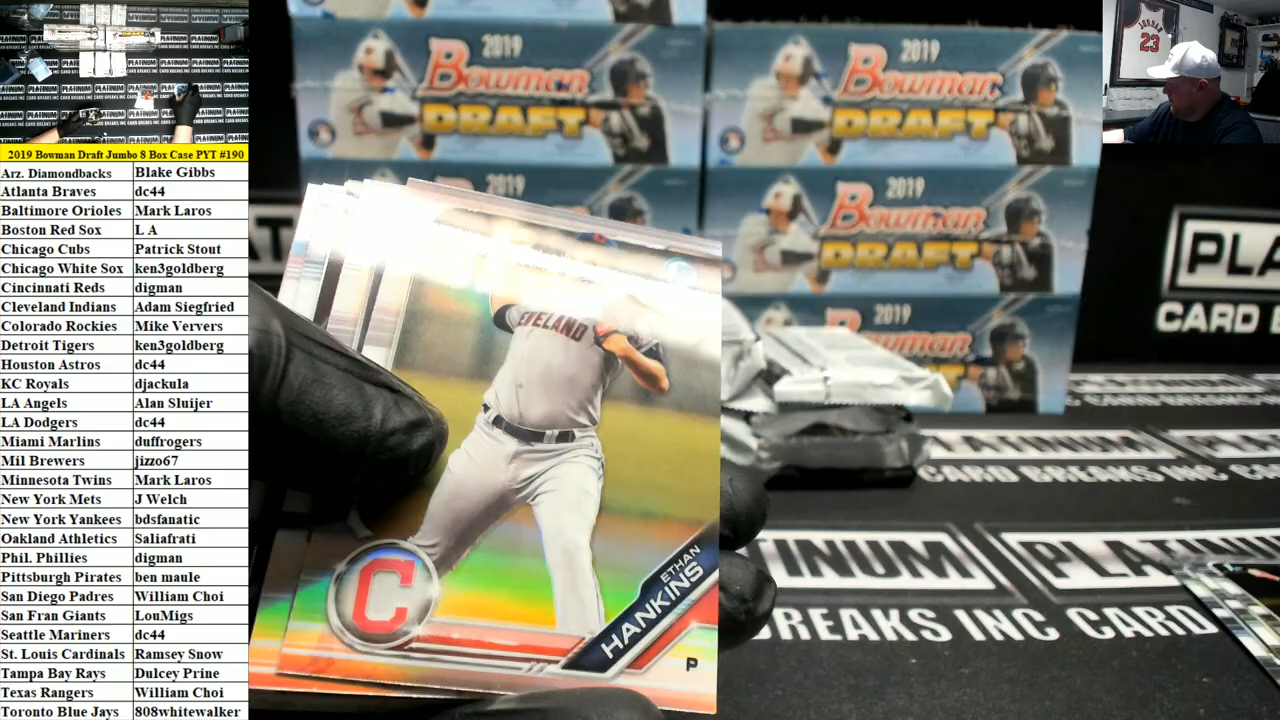 2019 Bowman Draft Jumbo 8 Box Case PYT #190
Arz. Diamondbacks Blake Gibbs
Atlanta Braves dc44
Baltimore Orioles Mark Laros
Boston Red Sox L A
Chicago Cubs Patrick Stout
Chicago White Sox ken3goldberg
Cincinnati Reds digman
Cleveland Indians Adam Siegfried
Colorado Rockies Mike Ververs
Detroit Tigers ken3goldberg
Houston Astros dc44
KC Royals djackula
LA Angels Alan Sluijer
LA Dodgers dc44
Miami Marlins duffrogers
Mil Brewers jizzo67
Minnesota Twins Mark Laros
New York Mets J Welch
New York Yankees bdsfanatic
Oakland Athletics Saliafrati
Phil. Phillies digman
Pittsburgh Pirates ben maule
San Diego Padres William Choi
San Fran Giants LouMigs
Seattle Mariners dc44
St. Louis Cardinals Ramsey Snow
Tampa Bay Rays Dulcey Prine
Texas Rangers William Choi
Toronto Blue Jays 808whitewalker
2019
Bowman
DRAFT
2019
Bowman
DRAFT
2019
2019
Bowman
DRAFT
2019
JORDAN
23
EVELAND
C
ETHAN
HANKINS
P
PLA
CARD B
PLATINUM
CARD BREAKS INC
TINUM
PLATINUM
BREAKS INC CARD